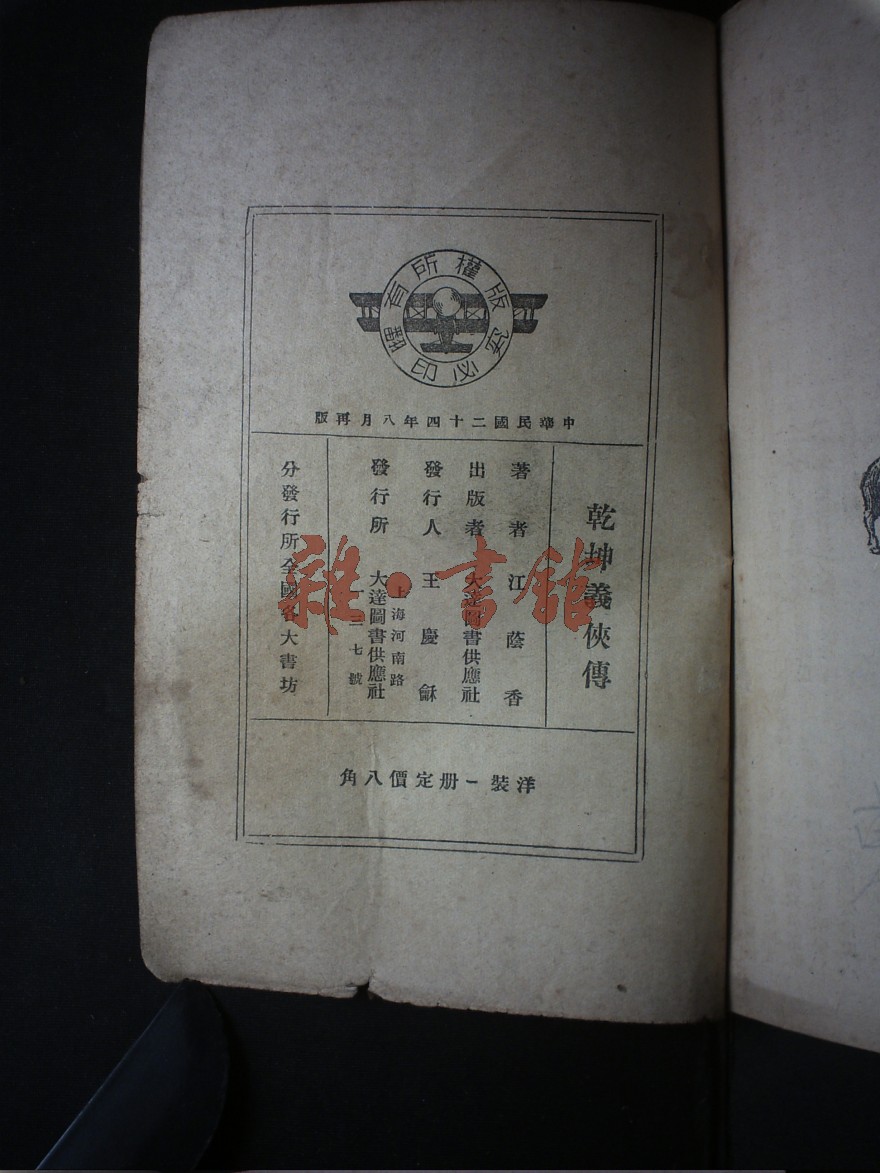 版權所有
翻印必究
中華民國二十四年八月再版
乾坤義俠傳
著者 江蔭香
出版者 大達圖書供應社
發行人 王慶龢
發行所 上海河南路
大達圖書供應社
一三七號
分發行所全國各大書坊
洋裝一册定價八角
雜·書館